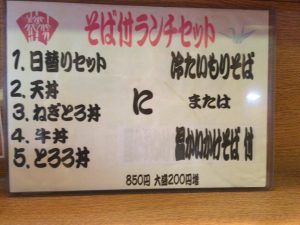 そば付ランチセット
1. 日替りセット
2. 天丼
3. ねぎとろ丼
4. 牛丼
5. とろろ丼
に
冷たいもりそば
または
温かいかけそば 付
850円 大盛200円増